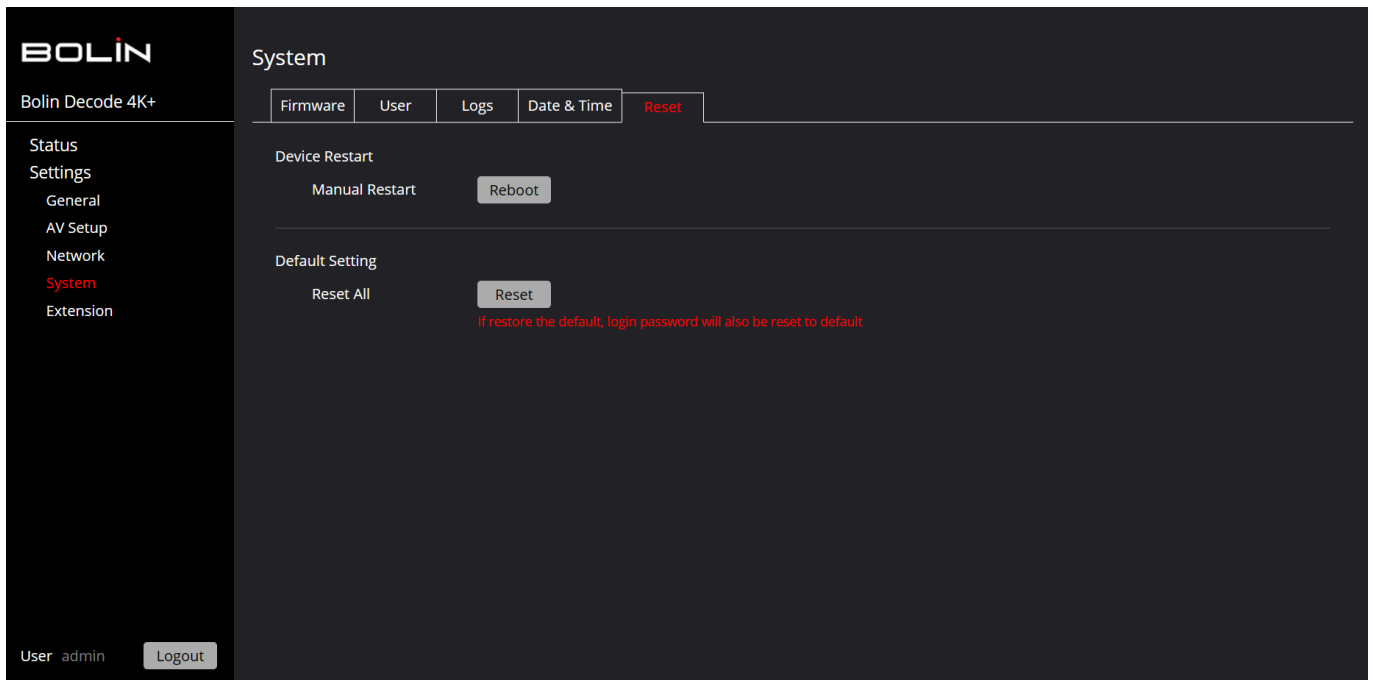 BOLIN
Bolin Decode 4K+
Status
Settings
General
AV Setup
Network
System
Extension
User admin Logout
System
Firmware User Logs Date & Time Reset
Device Restart
Manual Restart Reboot
Default Setting
Reset All Reset
If restore the default, login password will also be reset to default